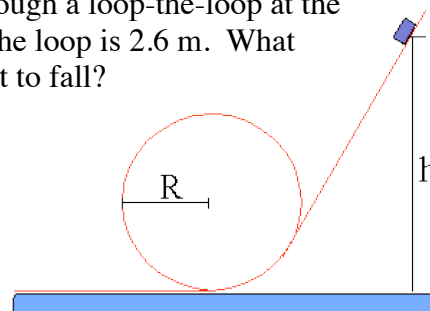 ough a loop-the-loop at the
he loop is 2.6 m. What
t to fall?
R
h